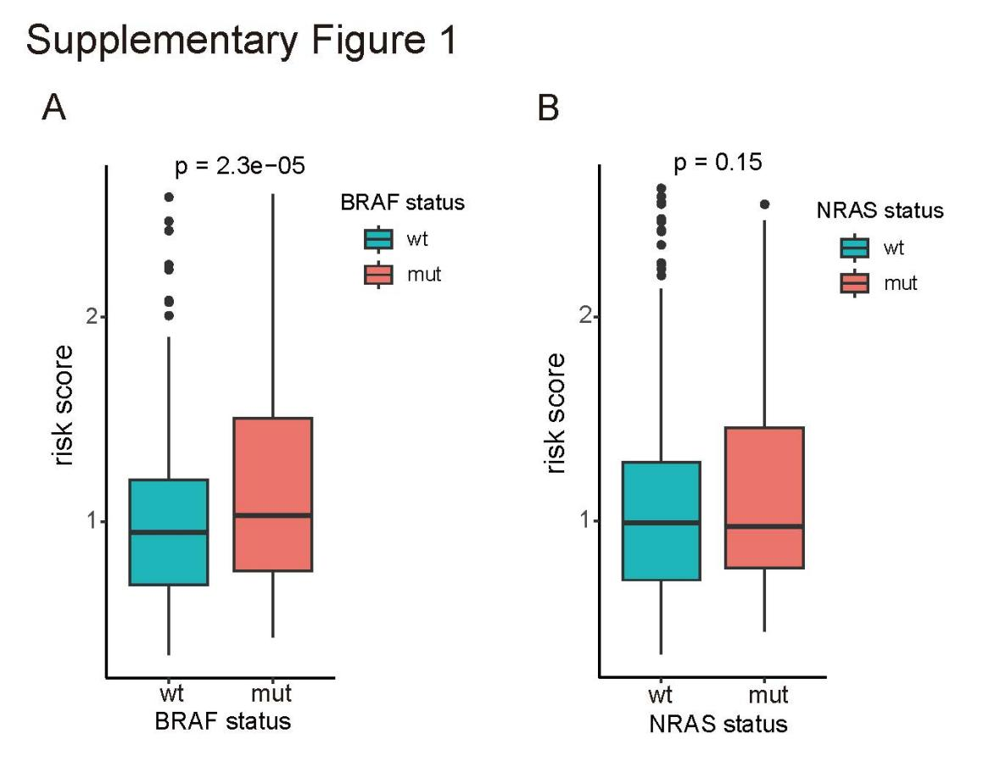 Supplementary Figure 1
A
p = 2.3e−05
BRAF status
wt
mut
2
1
risk score
wt mut
BRAF status
B
p = 0.15
NRAS status
wt
mut
2
1
risk score
wt mut
NRAS status